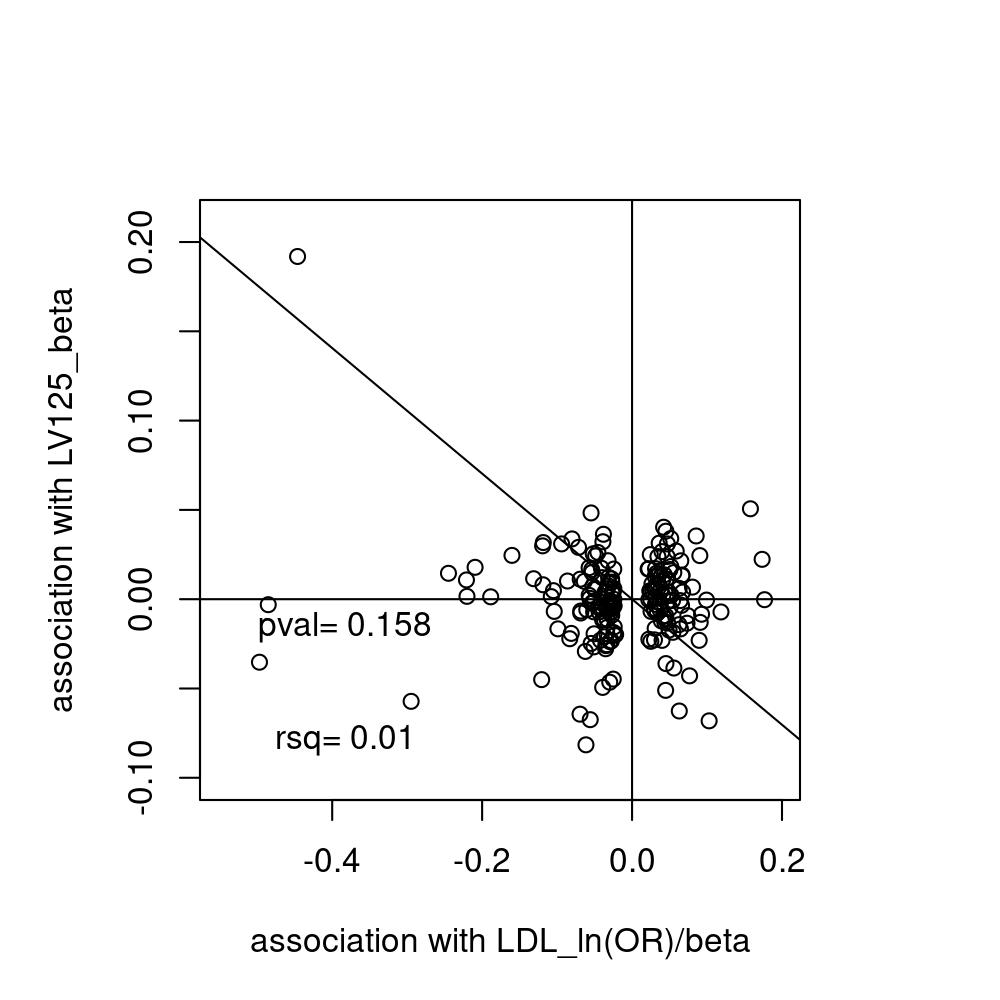 association with LV125_beta
0.20
0.10
0.00
-0.10
pval= 0.158
rsq= 0.01
-0.4 -0.2 0.0 0.2
association with LDL_ln(OR)/beta